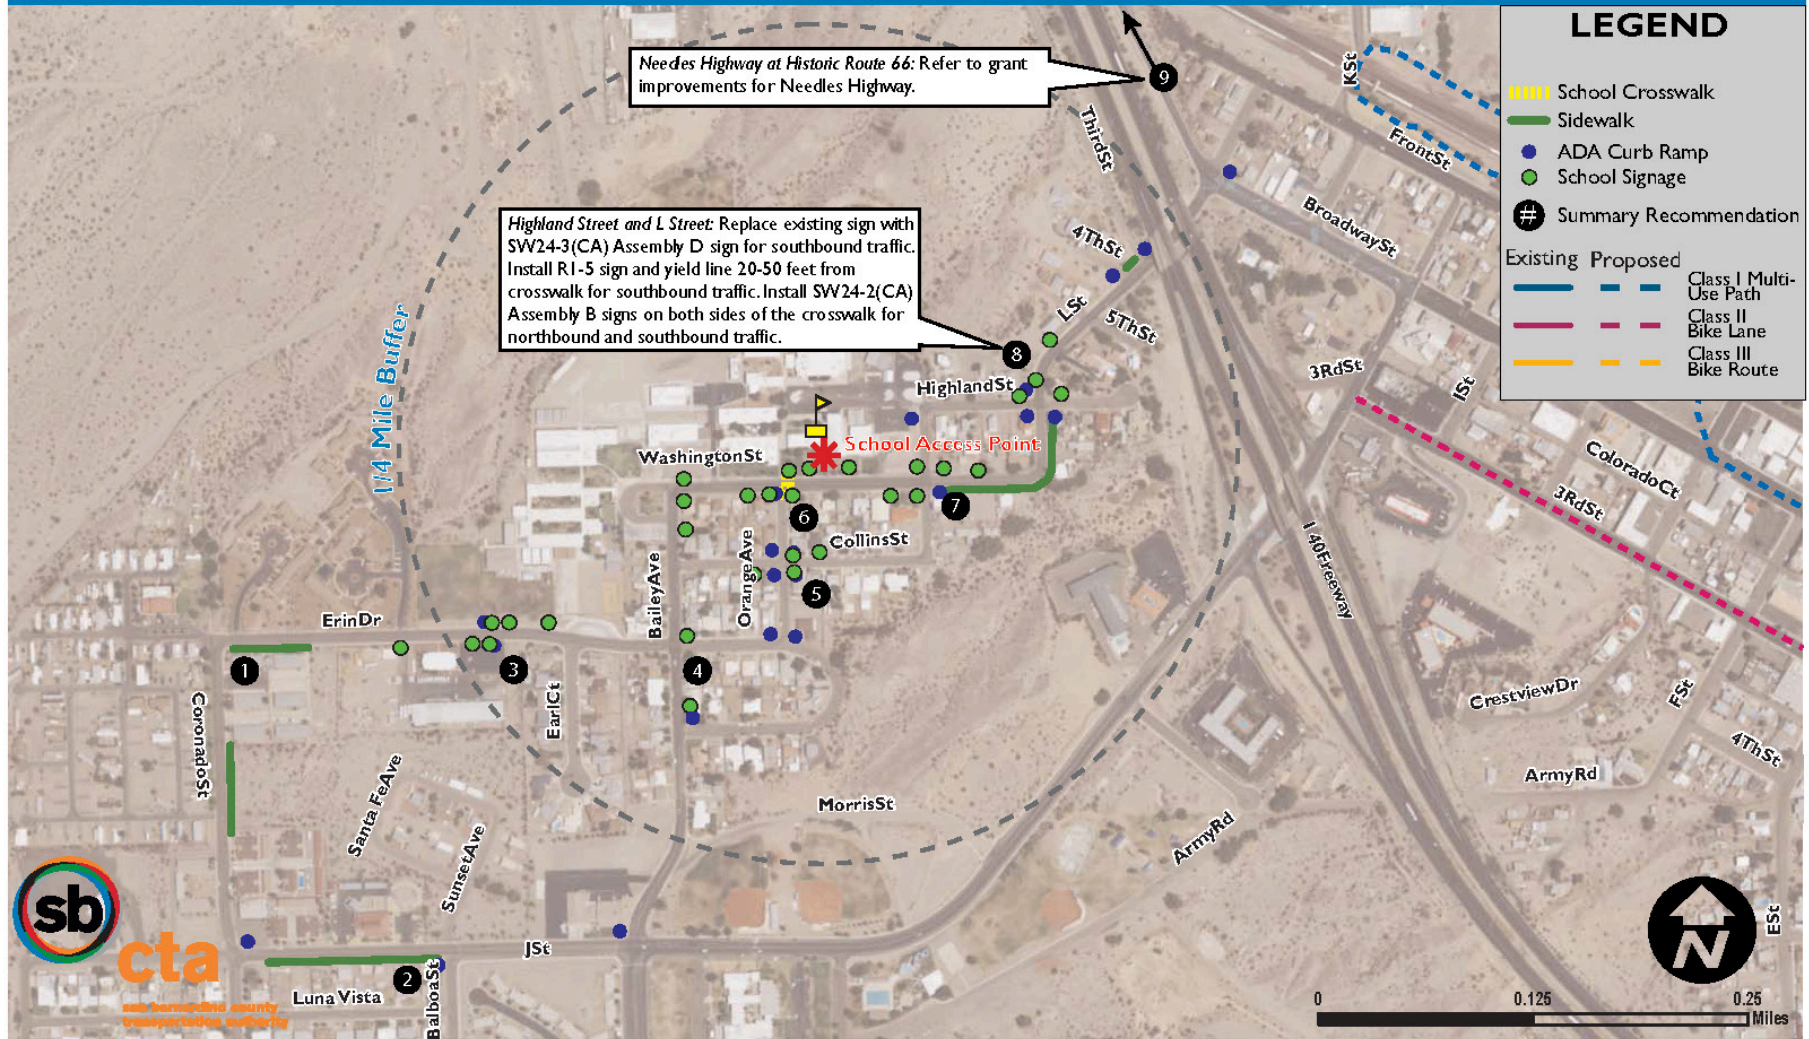 LEGEND
School Crosswalk
Sidewalk
ADA Curb Ramp
School Signage
# Summary Recommendation
Existing Proposed
Class I Multi-
Use Path
Class II
Bike Lane
Class III
Bike Route
Needles Highway at Historic Route 66: Refer to grant
improvements for Needles Highway.
9
KSt
FrontSt
ThirdSt
BroadwaySt
Highland Street and L Street: Replace existing sign with
SW24-3(CA) Assembly D sign for southbound traffic.
Install R1-5 sign and yield line 20-50 feet from
crosswalk for southbound traffic. Install SW24-2(CA)
Assembly B signs on both sides of the crosswalk for
northbound and southbound traffic.
4ThSt
LSt
5ThSt
8
HighlandSt
3RdSt
ISt
1/4 Mile Buffer
School Access Point
WashingtonSt
ColoradoCt
3RdSt
6
7
CollinsSt
OrangeAve
BaileyAve
5
I 40Freeway
ErinDr
1
3
4
EarlCt
CoronadoSt
CrestviewDr
FSt
4ThSt
ArmyRd
Santa FeAve
SunsetAve
MorrisSt
ArmyRd
ESt
sb
cta
san bernardino county
transportation authority
JSt
2
Luna Vista
BalboaSt
N
0 0.125 0.25
Miles